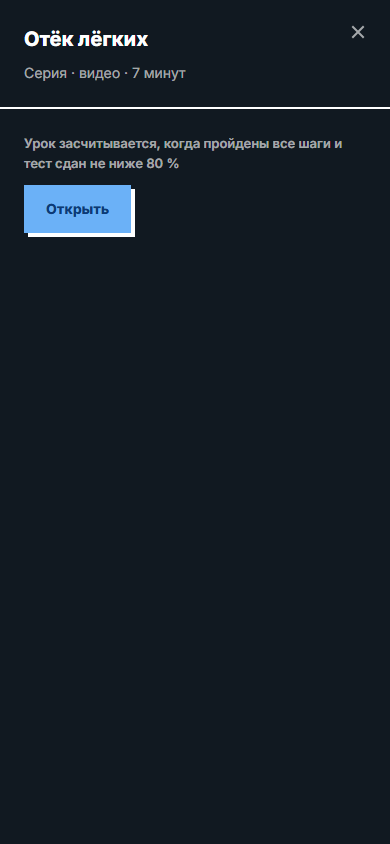 Отёк лёгких
Серия · видео · 7 минут
Урок засчитывается, когда пройдены все шаги и
тест сдан не ниже 80 %
Открыть